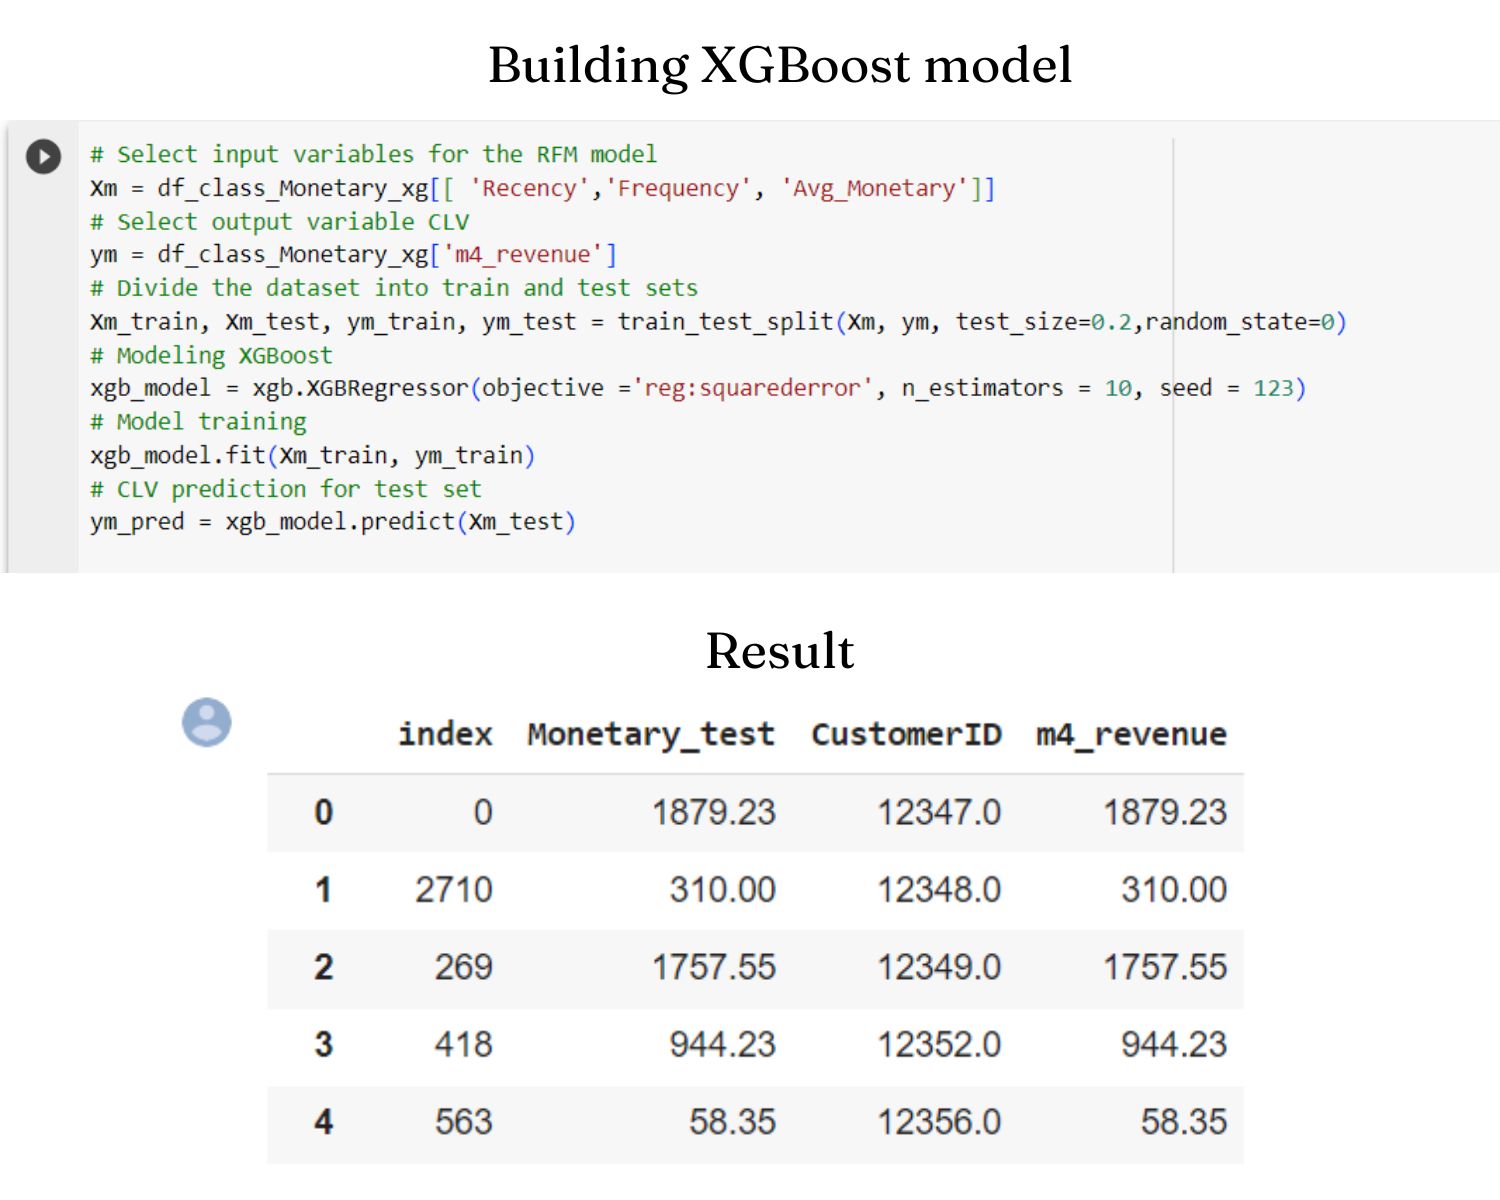 Building XGBoost model
# Select input variables for the RFM model
Xm = df_class_Monetary_xg[[ 'Recency','Frequency', 'Avg_Monetary']]
# Select output variable CLV
ym = df_class_Monetary_xg['m4_revenue']
# Divide the dataset into train and test sets
Xm_train, Xm_test, ym_train, ym_test = train_test_split(Xm, ym, test_size=0.2,random_state=0)
# Modeling XGBoost
xgb_model = xgb.XGBRegressor(objective ='reg:squarederror', n_estimators = 10, seed = 123)
# Model training
xgb_model.fit(Xm_train, ym_train)
# CLV prediction for test set
ym_pred = xgb_model.predict(Xm_test)
Result
index Monetary_test CustomerID m4_revenue
0 0 1879.23 12347.0 1879.23
1 2710 310.00 12348.0 310.00
2 269 1757.55 12349.0 1757.55
3 418 944.23 12352.0 944.23
4 563 58.35 12356.0 58.35